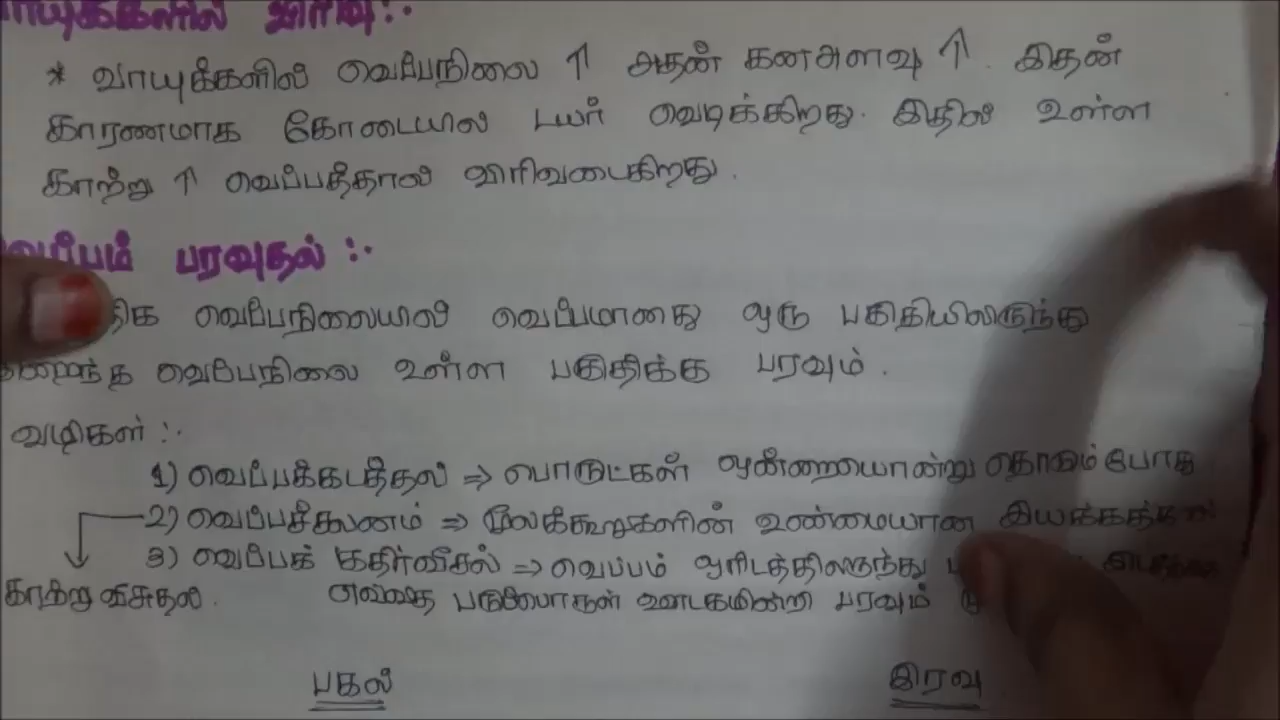 வாயுக்களில் விரிவு :-
* வாயுக்களில் வெப்பநிலை ↑ அதன் கனஅளவு ↑. இதன்
காரணமாக கோடையில் டயர் வெடிக்கிறது. இதில் உள்ள
காற்று ↑ வெப்பத்தால் விரிவடைகிறது.
வெப்பம் பரவுதல் :-
வெப்பநிலையில் வெப்பமானது ஒரு பகுதியிலிருந்து
குறைந்த வெப்பநிலை உள்ள பகுதிக்கு பரவும்.
வழிகள் :-
1) வெப்பக்கடத்தல் => பொருட்கள் ஒன்றையொன்று தொடும் போது
2) வெப்பச்சலனம் => மூலக்கூறுகளின் உண்மையான இயக்கத்தால்
3) வெப்பக் கதிர்வீசல் => வெப்பம் ஓரிடத்திலிருந்து
காற்று வீசுதல். எவ்வித பருபொருள் ஊடகமின்றி பரவும்
பகல் இரவு